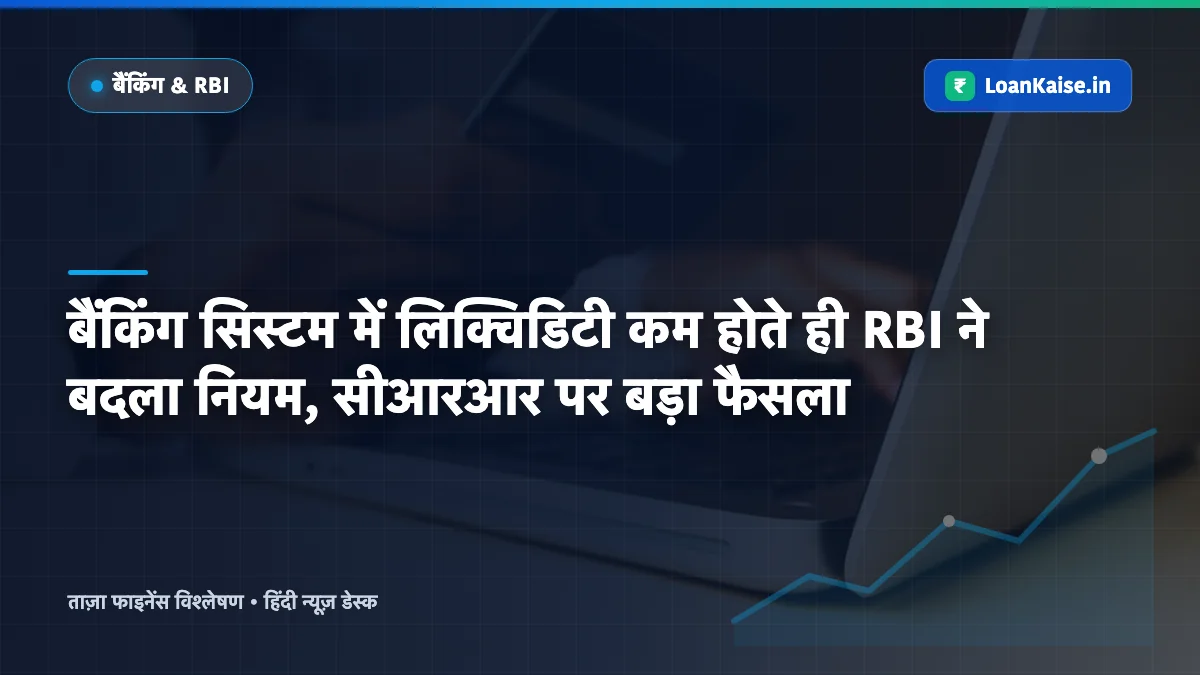 बैंकिंग & RBI
₹ LoanKaise.in
बैंकिंग सिस्टम में लिक्विडिटी कम होते ही RBI ने
बदला नियम, सीआरआर पर बड़ा फैसला
ताज़ा फाइनेंस विश्लेषण • हिंदी न्यूज़ डेस्क